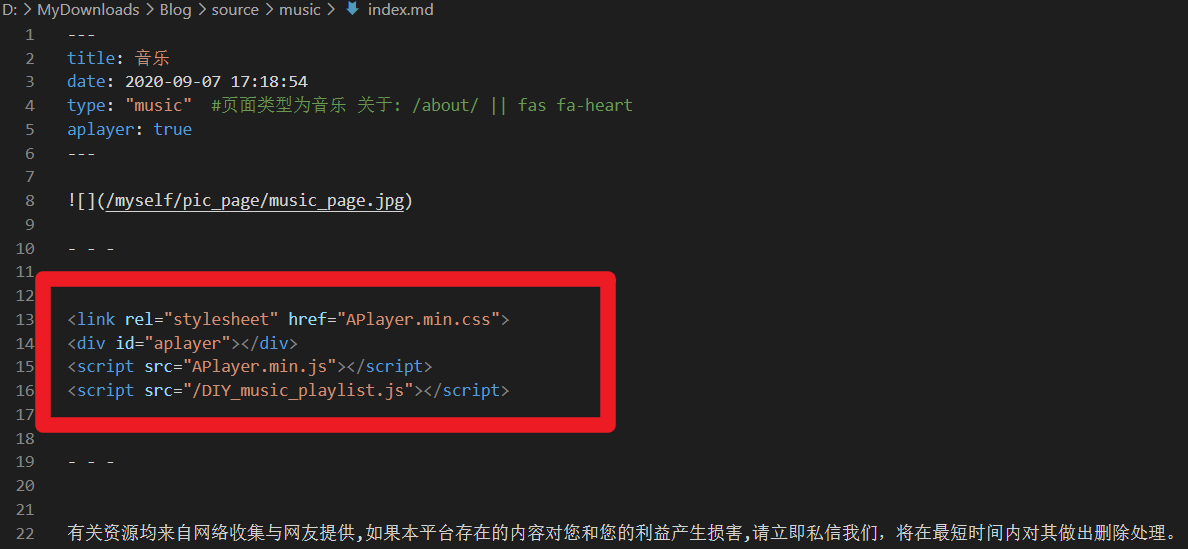 D: > MyDownloads > Blog > source > music > index.md
1 ---
2 title: 音乐
3 date: 2020-09-07 17:18:54
4 type: "music"  #页面类型为音乐 关于: /about/ || fas fa-heart
5 aplayer: true
6 ---
7
8 ![](/myself/pic_page/music_page.jpg)
9
10 - - -
11
12
13 <link rel="stylesheet" href="APlayer.min.css">
14 <div id="aplayer"></div>
15 <script src="APlayer.min.js"></script>
16 <script src="/DIY_music_playlist.js"></script>
17
18
19 - - -
20
21
22 有关资源均来自网络收集与网友提供,如果本平台存在的内容对您和您的利益产生损害,请立即私信我们，将在最短时间内对其做出删除处理。